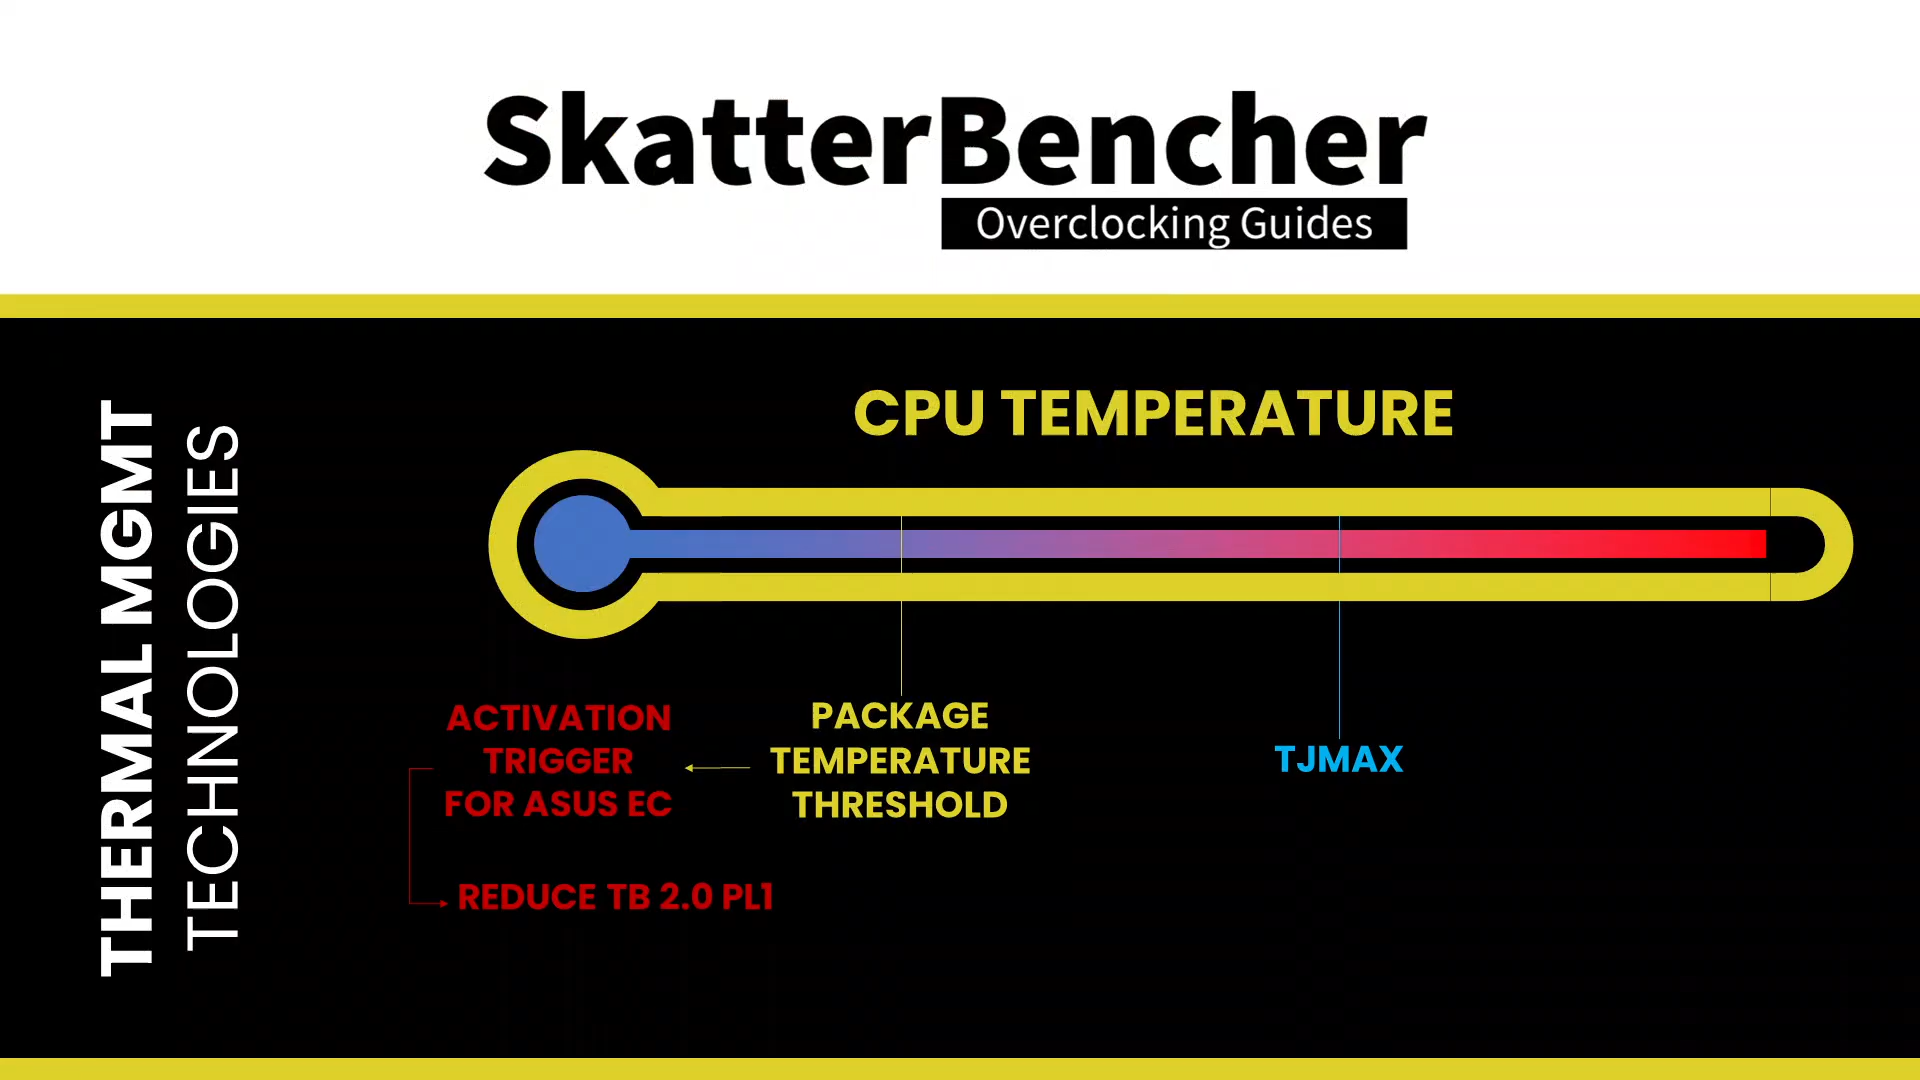 SkatterBencher
Overclocking Guides
THERMAL MGMT
TECHNOLOGIES
CPU TEMPERATURE
ACTIVATION
TRIGGER
FOR ASUS EC
PACKAGE
TEMPERATURE
THRESHOLD
TJMAX
REDUCE TB 2.0 PL1